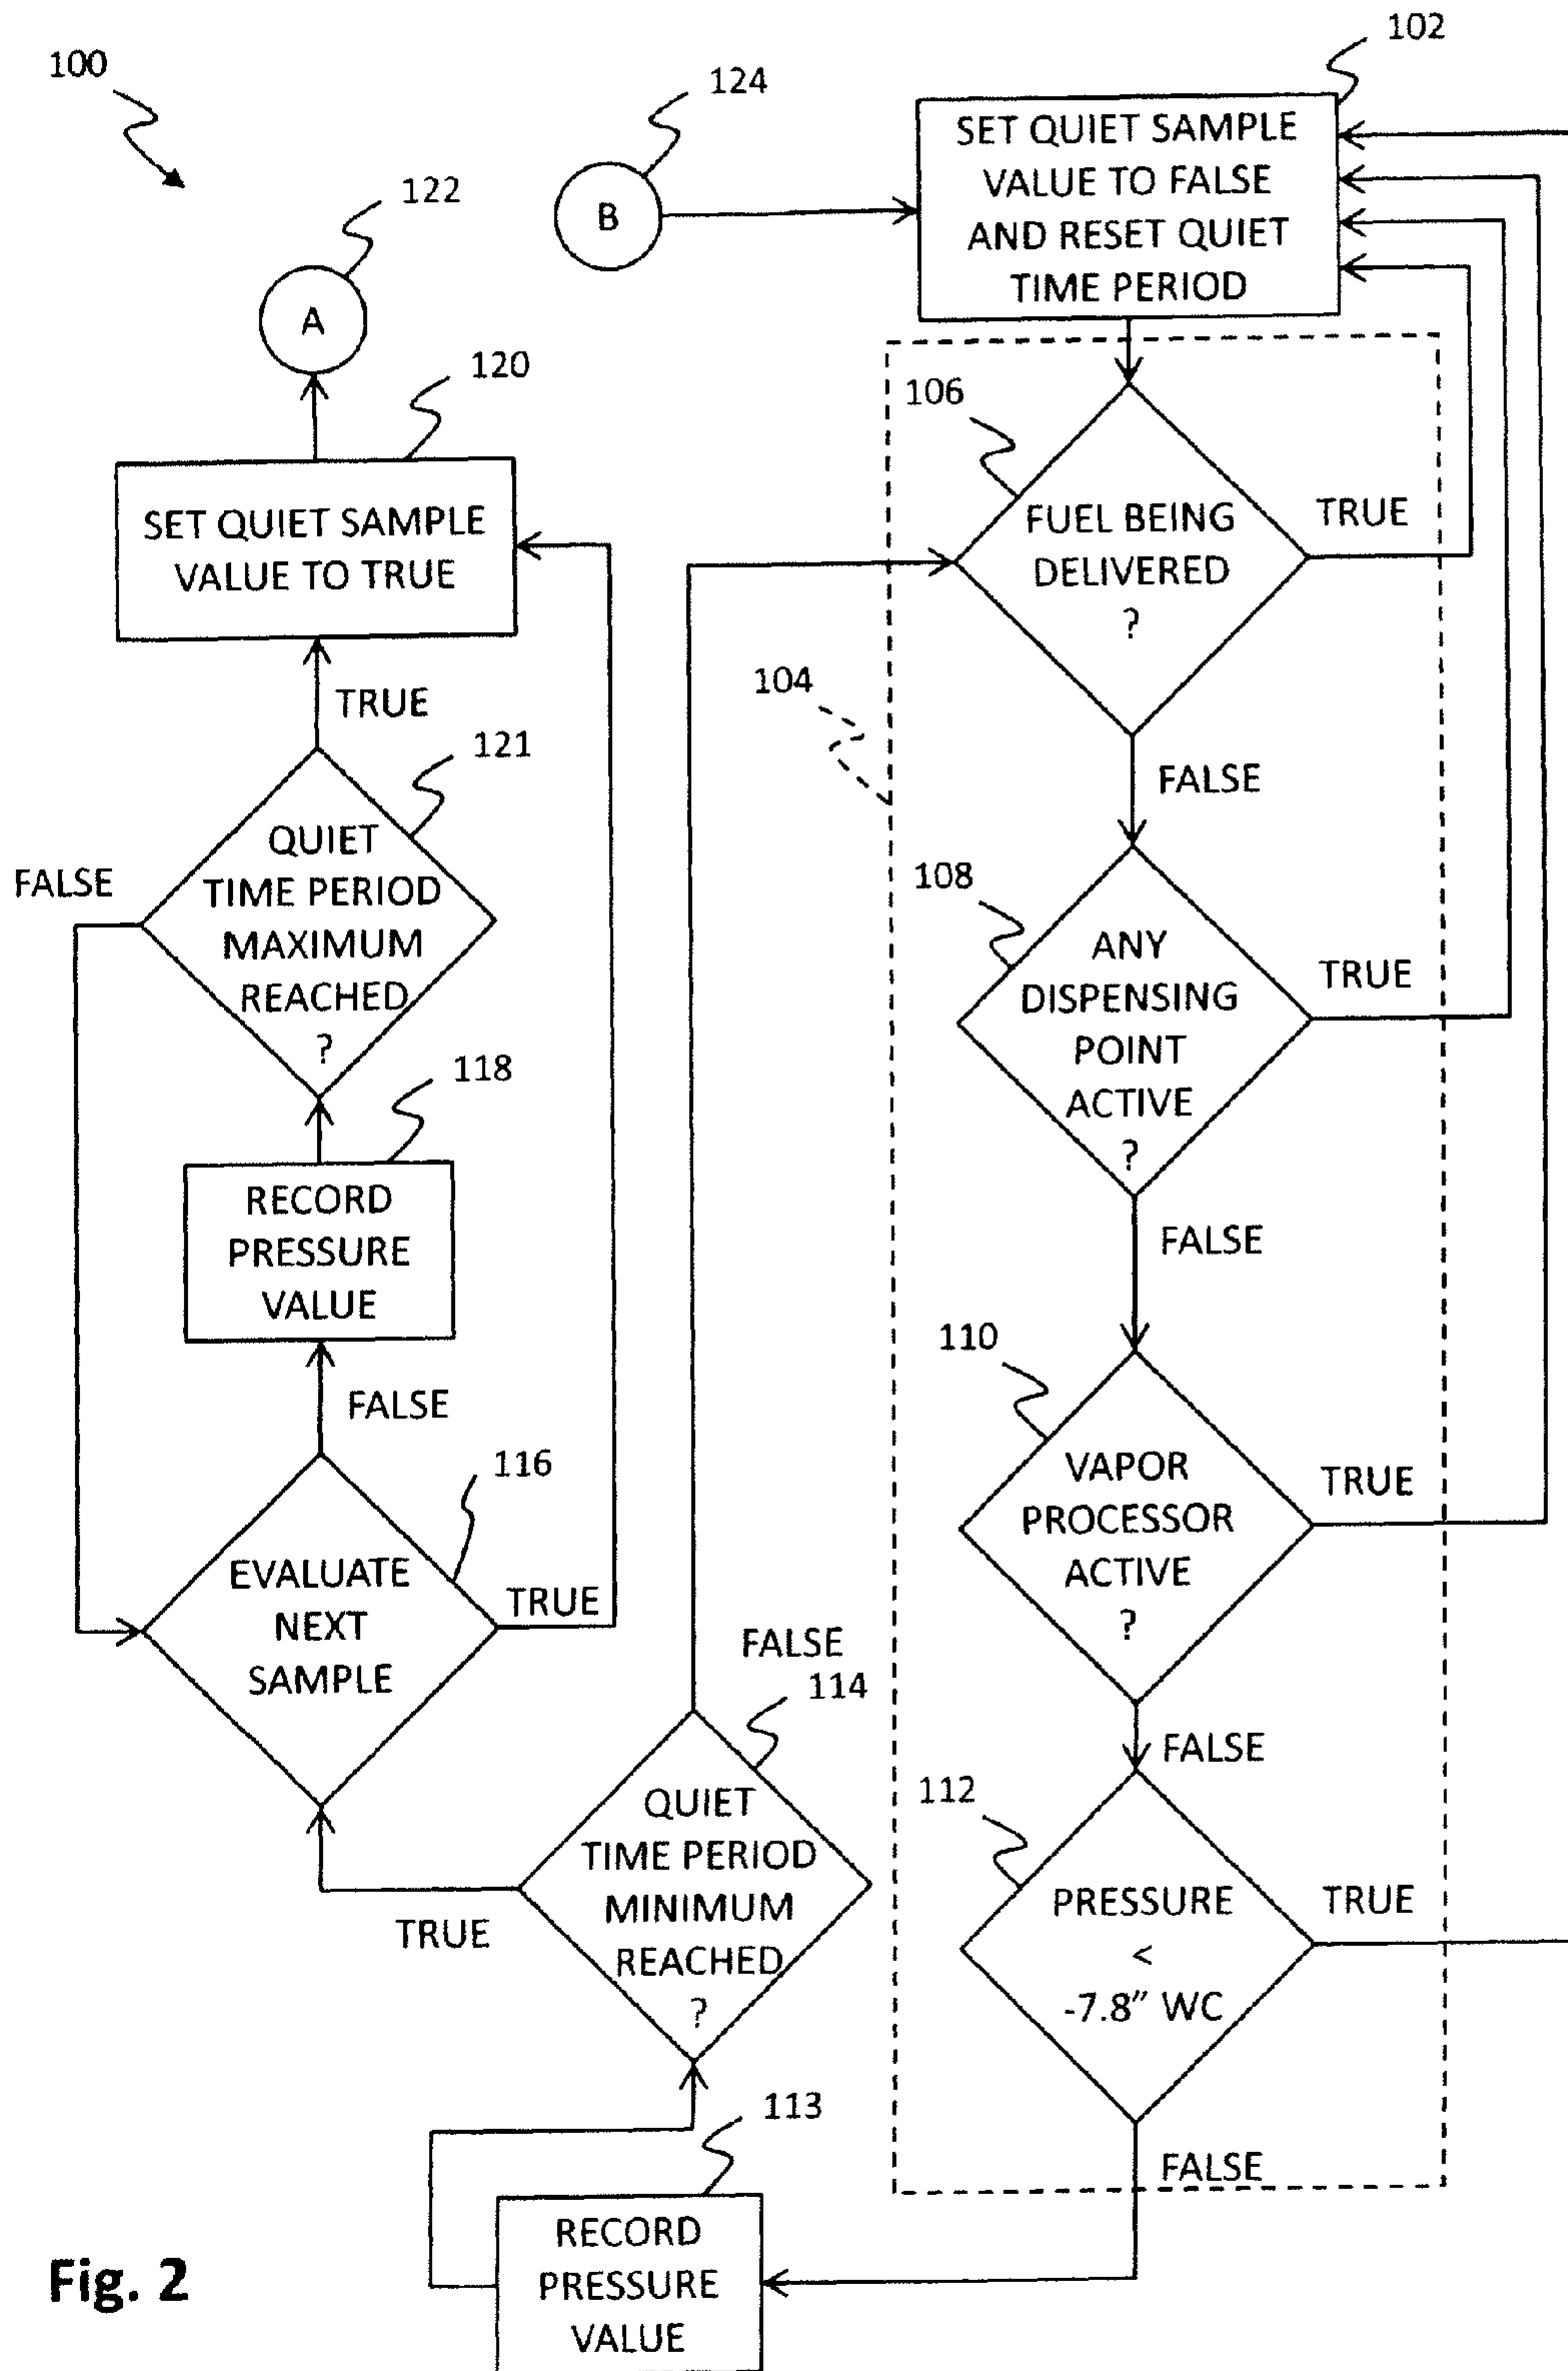 100
102
124
SET QUIET SAMPLE
VALUE TO FALSE
AND RESET QUIET
TIME PERIOD
122
B
A
120
106
SET QUIET SAMPLE
VALUE TO TRUE
FUEL BEING
DELIVERED
?
TRUE
104
TRUE
121
FALSE
QUIET
TIME PERIOD
MAXIMUM
REACHED
?
FALSE
108
ANY
DISPENSING
POINT
ACTIVE
?
TRUE
118
RECORD
PRESSURE
VALUE
FALSE
110
FALSE
116
VAPOR
PROCESSOR
ACTIVE
?
TRUE
EVALUATE
NEXT
SAMPLE
TRUE
FALSE
114
FALSE
112
QUIET
TIME PERIOD
MINIMUM
REACHED
?
TRUE
PRESSURE
<
-7.8" WC
TRUE
113
FALSE
RECORD
PRESSURE
VALUE
Fig. 2